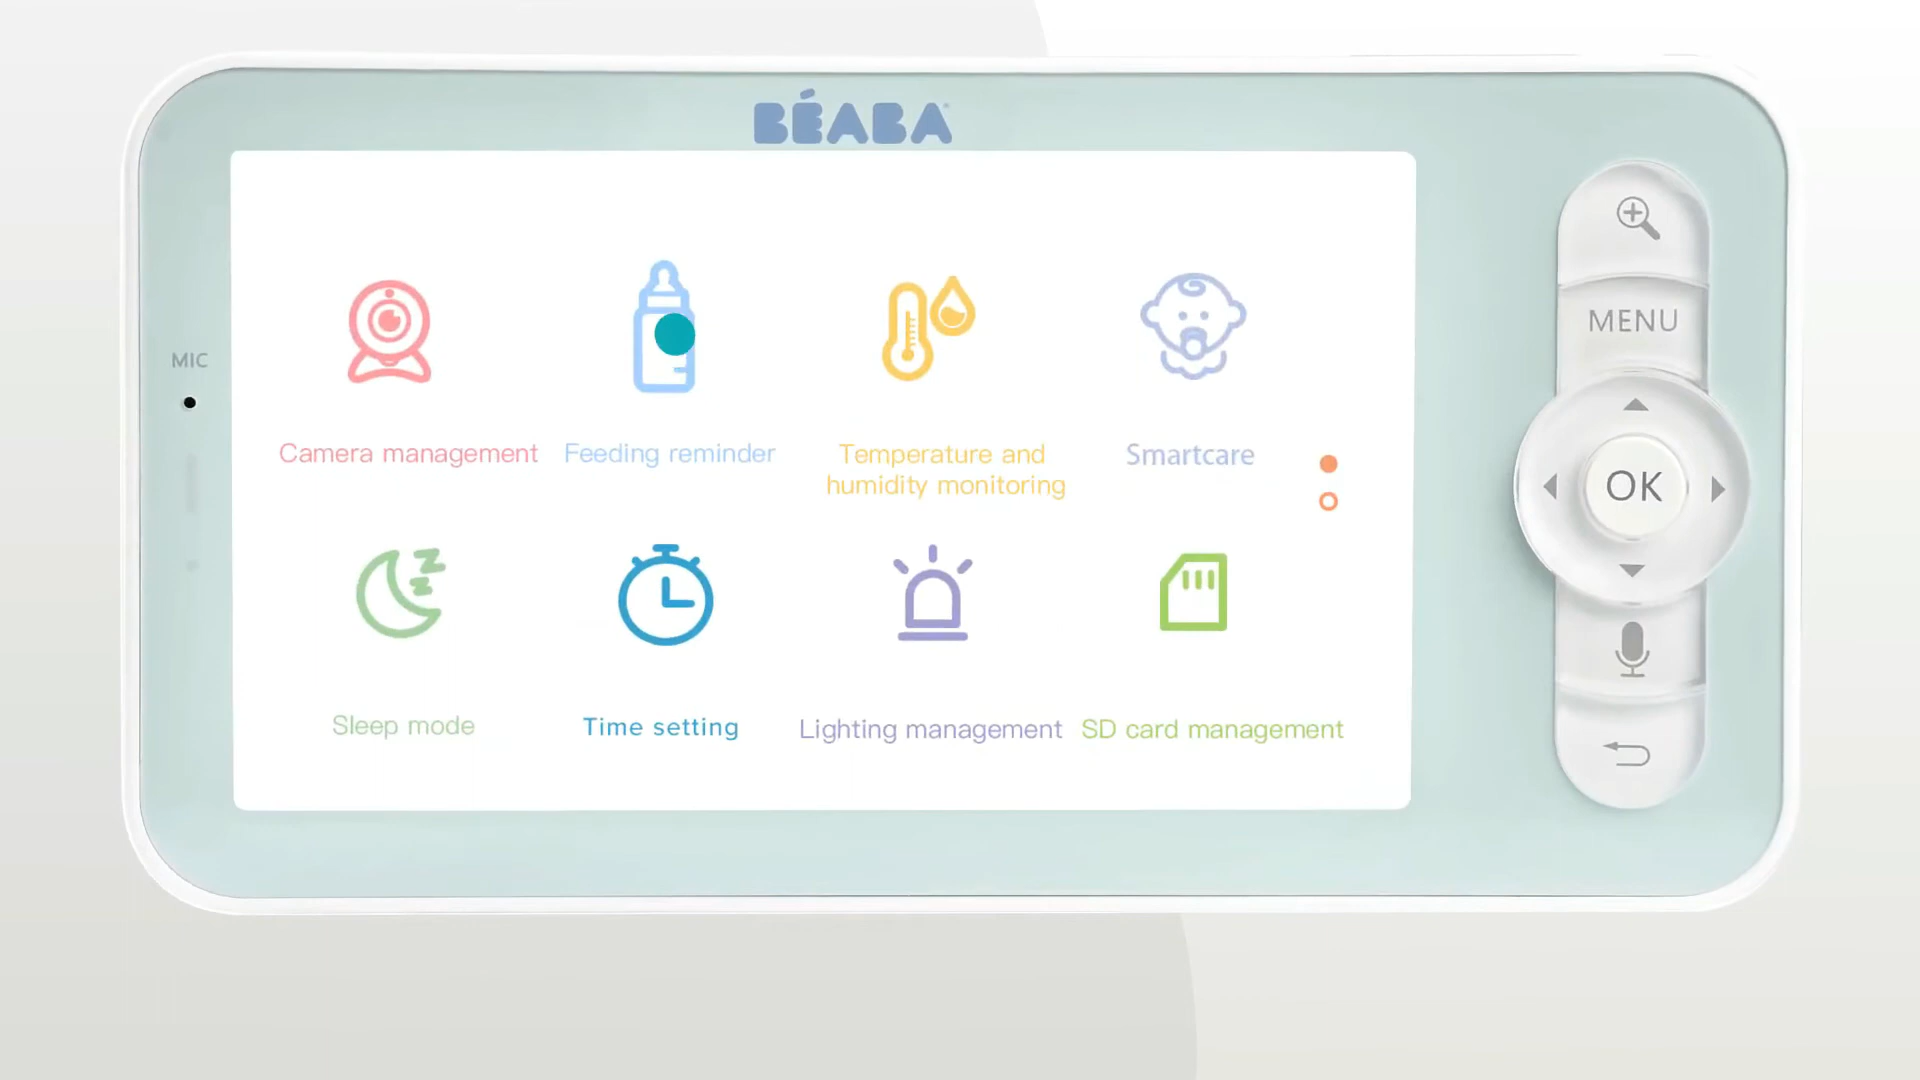 BÉABA
MIC
MENU
OK
Camera management
Feeding reminder
Temperature and
humidity monitoring
Smartcare
Sleep mode
Time setting
Lighting management
SD card management